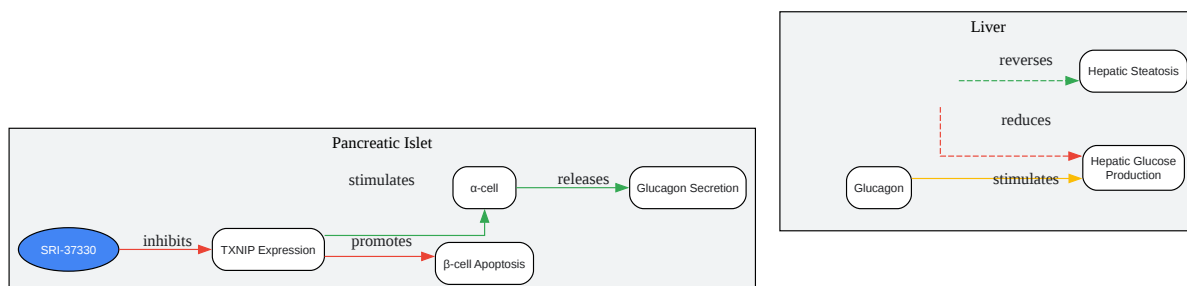 Liver
reverses
Hepatic Steatosis
reduces
Hepatic Glucose
Production
Glucagon
stimulates
Pancreatic Islet
stimulates
α-cell
releases
Glucagon Secretion
SRI-37330
inhibits
TXNIP Expression
promotes
β-cell Apoptosis